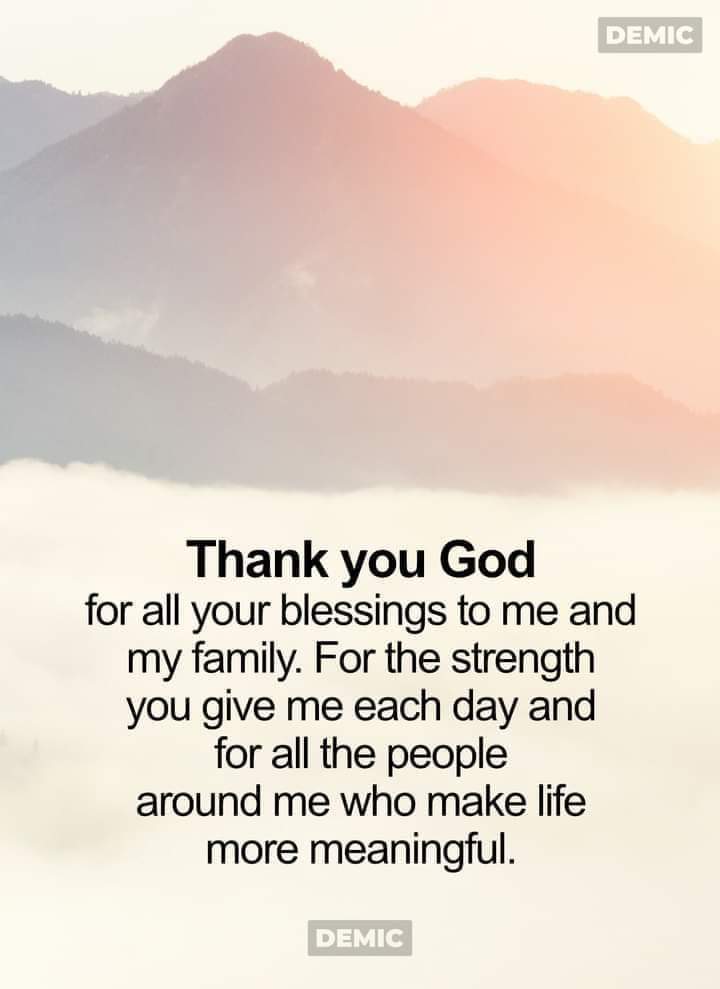 DEMIC
Thank you God
for all your blessings to me and
my family. For the strength
you give me each day and
for all the people
around me who make life
more meaningful.
DEMIC